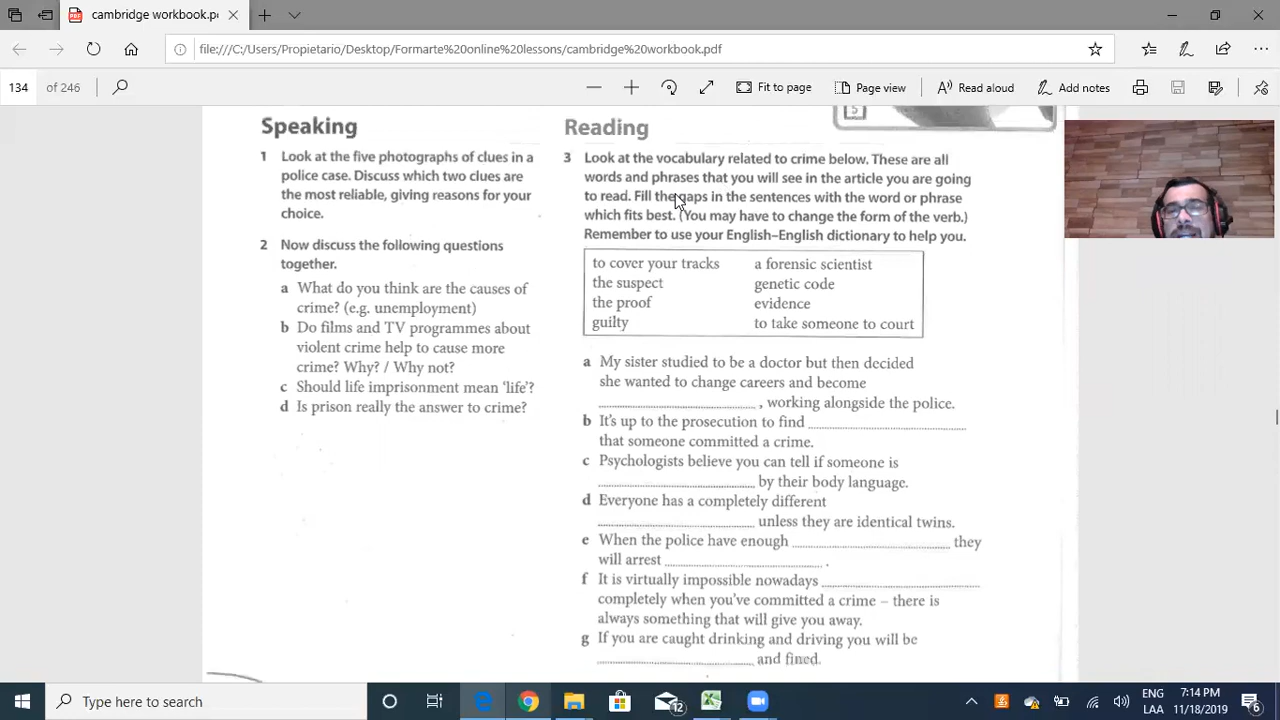 cambridge workbook.p
file:///C:/Users/Propietario/Desktop/Formarte%20online%20lessons/cambridge%20workbook.pdf
134 of 246
Fit to page
Page view
Read aloud
Add notes
5
Speaking
1 Look at the five photographs of clues in a
police case. Discuss which two clues are
the most reliable, giving reasons for your
choice.
2 Now discuss the following questions
together.
a What do you think are the causes of
crime? (e.g. unemployment)
b Do films and TV programmes about
violent crime help to cause more
crime? Why? / Why not?
c Should life imprisonment mean ‘life’?
d Is prison really the answer to crime?
Reading
3 Look at the vocabulary related to crime below. These are all
words and phrases that you will see in the article you are going
to read. Fill the gaps in the sentences with the word or phrase
which fits best. (You may have to change the form of the verb.)
Remember to use your English–English dictionary to help you.
to cover your tracks
the suspect
the proof
guilty
a forensic scientist
genetic code
evidence
to take someone to court
a My sister studied to be a doctor but then decided
she wanted to change careers and become
, working alongside the police.
b It’s up to the prosecution to find
that someone committed a crime.
c Psychologists believe you can tell if someone is
by their body language.
d Everyone has a completely different
unless they are identical twins.
e When the police have enough they
will arrest .
f It is virtually impossible nowadays
completely when you’ve committed a crime – there is
always something that will give you away.
g If you are caught drinking and driving you will be
and fined.
Type here to search
12
ENG
LAA
7:14 PM
11/18/2019
6